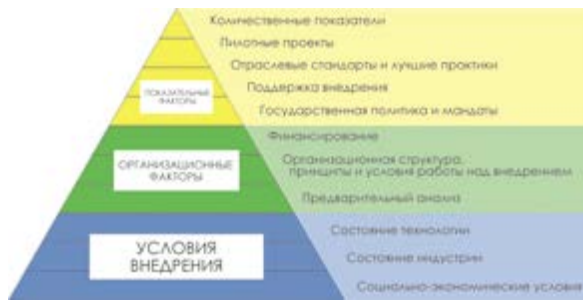 Количественные показатели
Пилотные проекты
Отраслевые стандарты и лучшие практики
ПОКАЗАТЕЛЬНЫЕ
ФАКТОРЫ
Поддержка внедрения
Государственная политика и мандаты
Финансирование
ОРГАНИЗАЦИОННЫЕ
ФАКТОРЫ
Организационная структура,
принципы и условия работы над внедрением
Предварительный анализ
УСЛОВИЯ
ВНЕДРЕНИЯ
Состояние технологии
Состояние индустрии
Социально-экономические условия